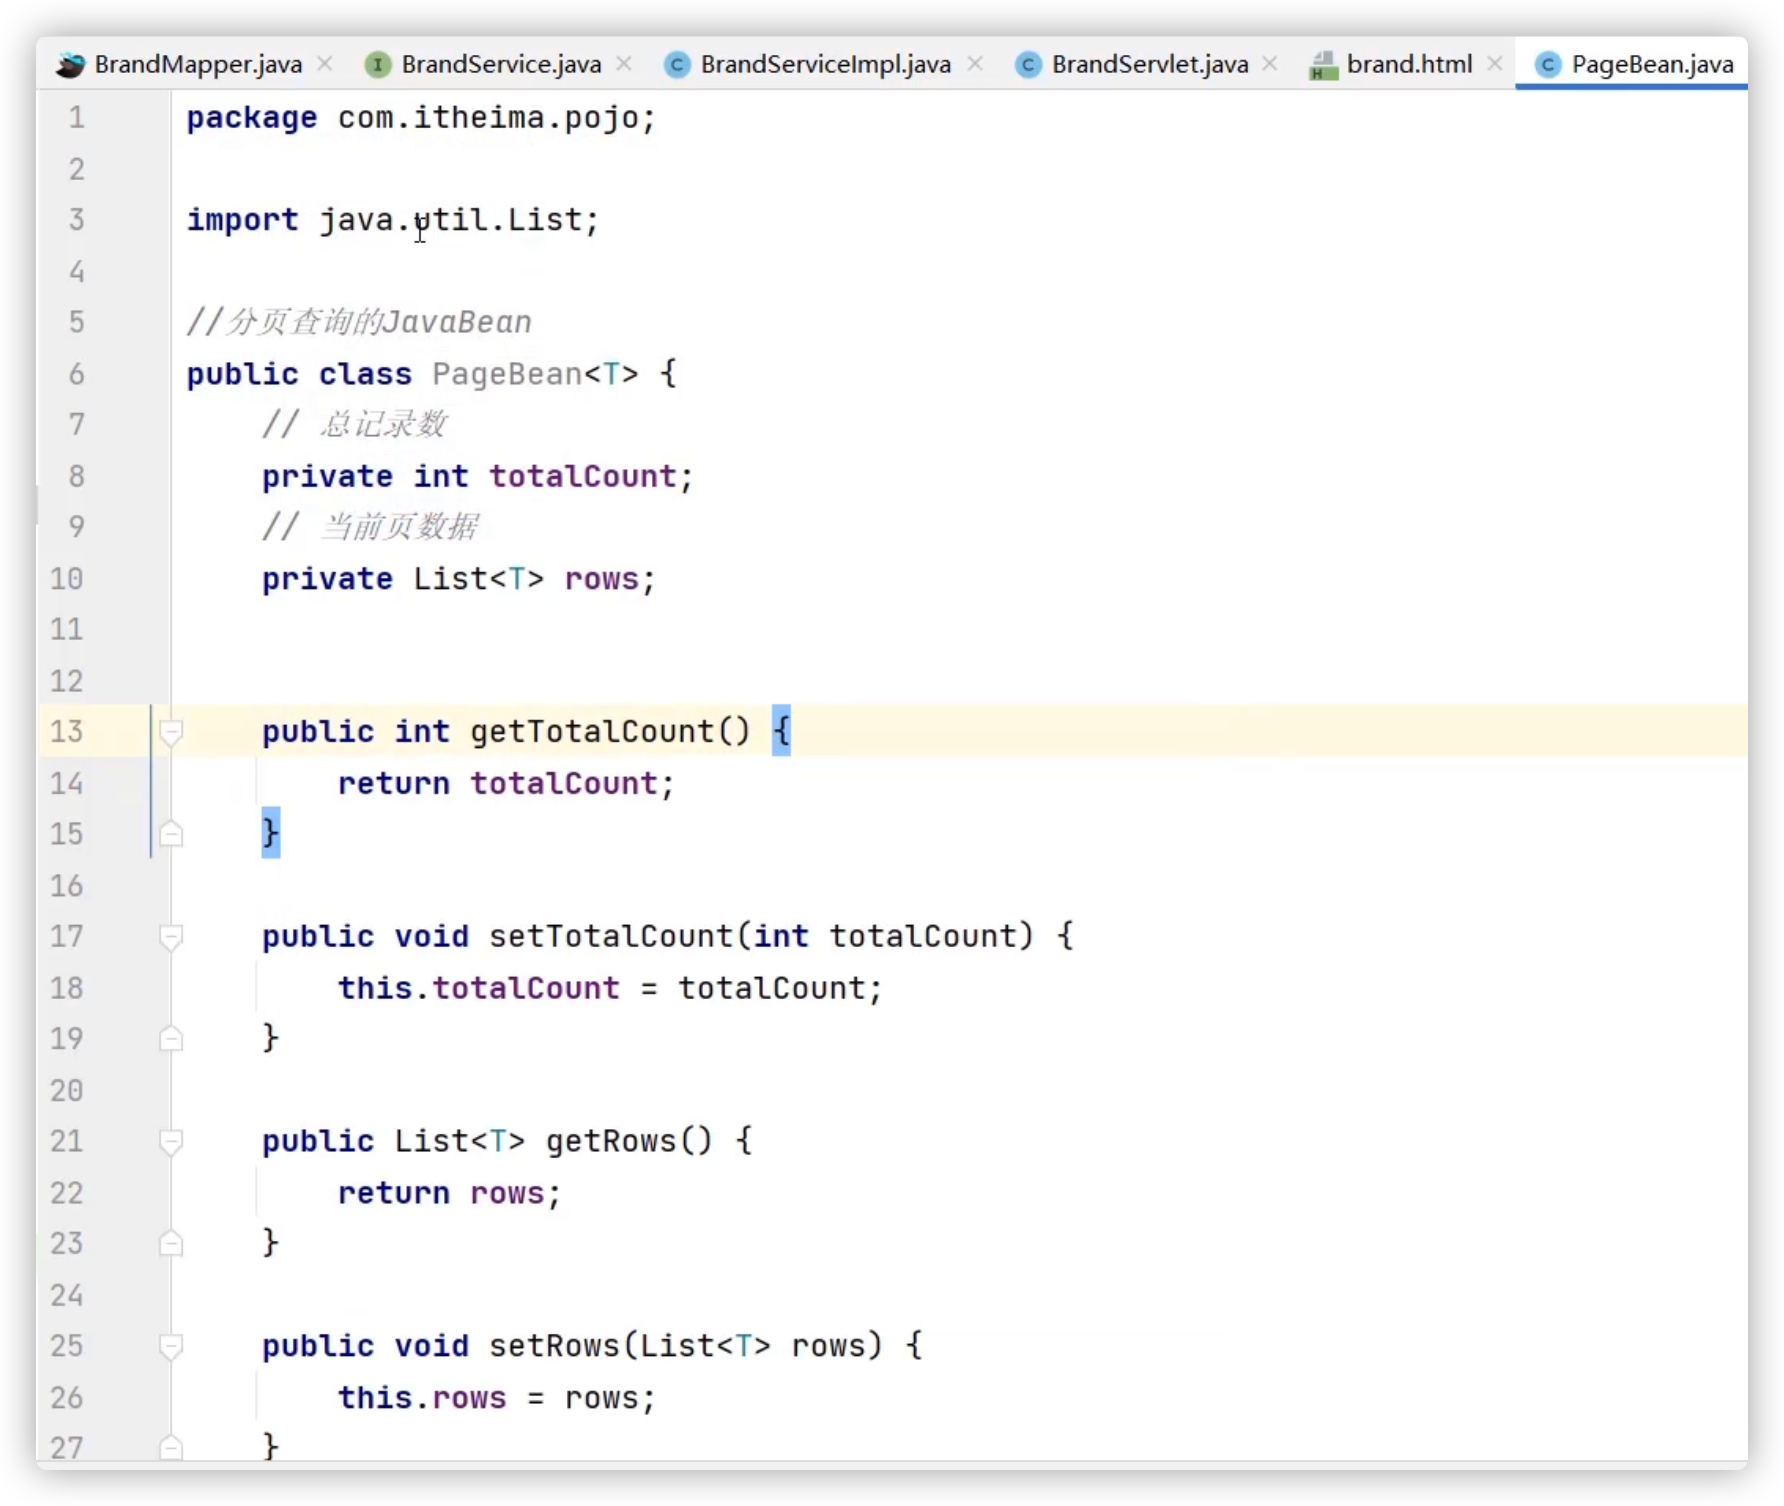 BrandMapper.java BrandService.java BrandServiceImpl.java BrandServlet.java brand.html PageBean.java
1 package com.itheima.pojo;
2
3 import java.util.List;
4
5 //分页查询的JavaBean
6 public class PageBean<T> {
7 // 总记录数
8 private int totalCount;
9 // 当前页数据
10 private List<T> rows;
11
12
13 public int getTotalCount() {
14 return totalCount;
15 }
16
17 public void setTotalCount(int totalCount) {
18 this.totalCount = totalCount;
19 }
20
21 public List<T> getRows() {
22 return rows;
23 }
24
25 public void setRows(List<T> rows) {
26 this.rows = rows;
27 }